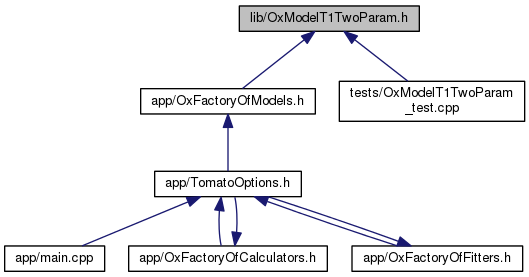 lib/OxModelT1TwoParam.h
app/OxFactoryOfModels.h
tests/OxModelT1TwoParam
_test.cpp
app/TomatoOptions.h
app/main.cpp
app/OxFactoryOfCalculators.h
app/OxFactoryOfFitters.h